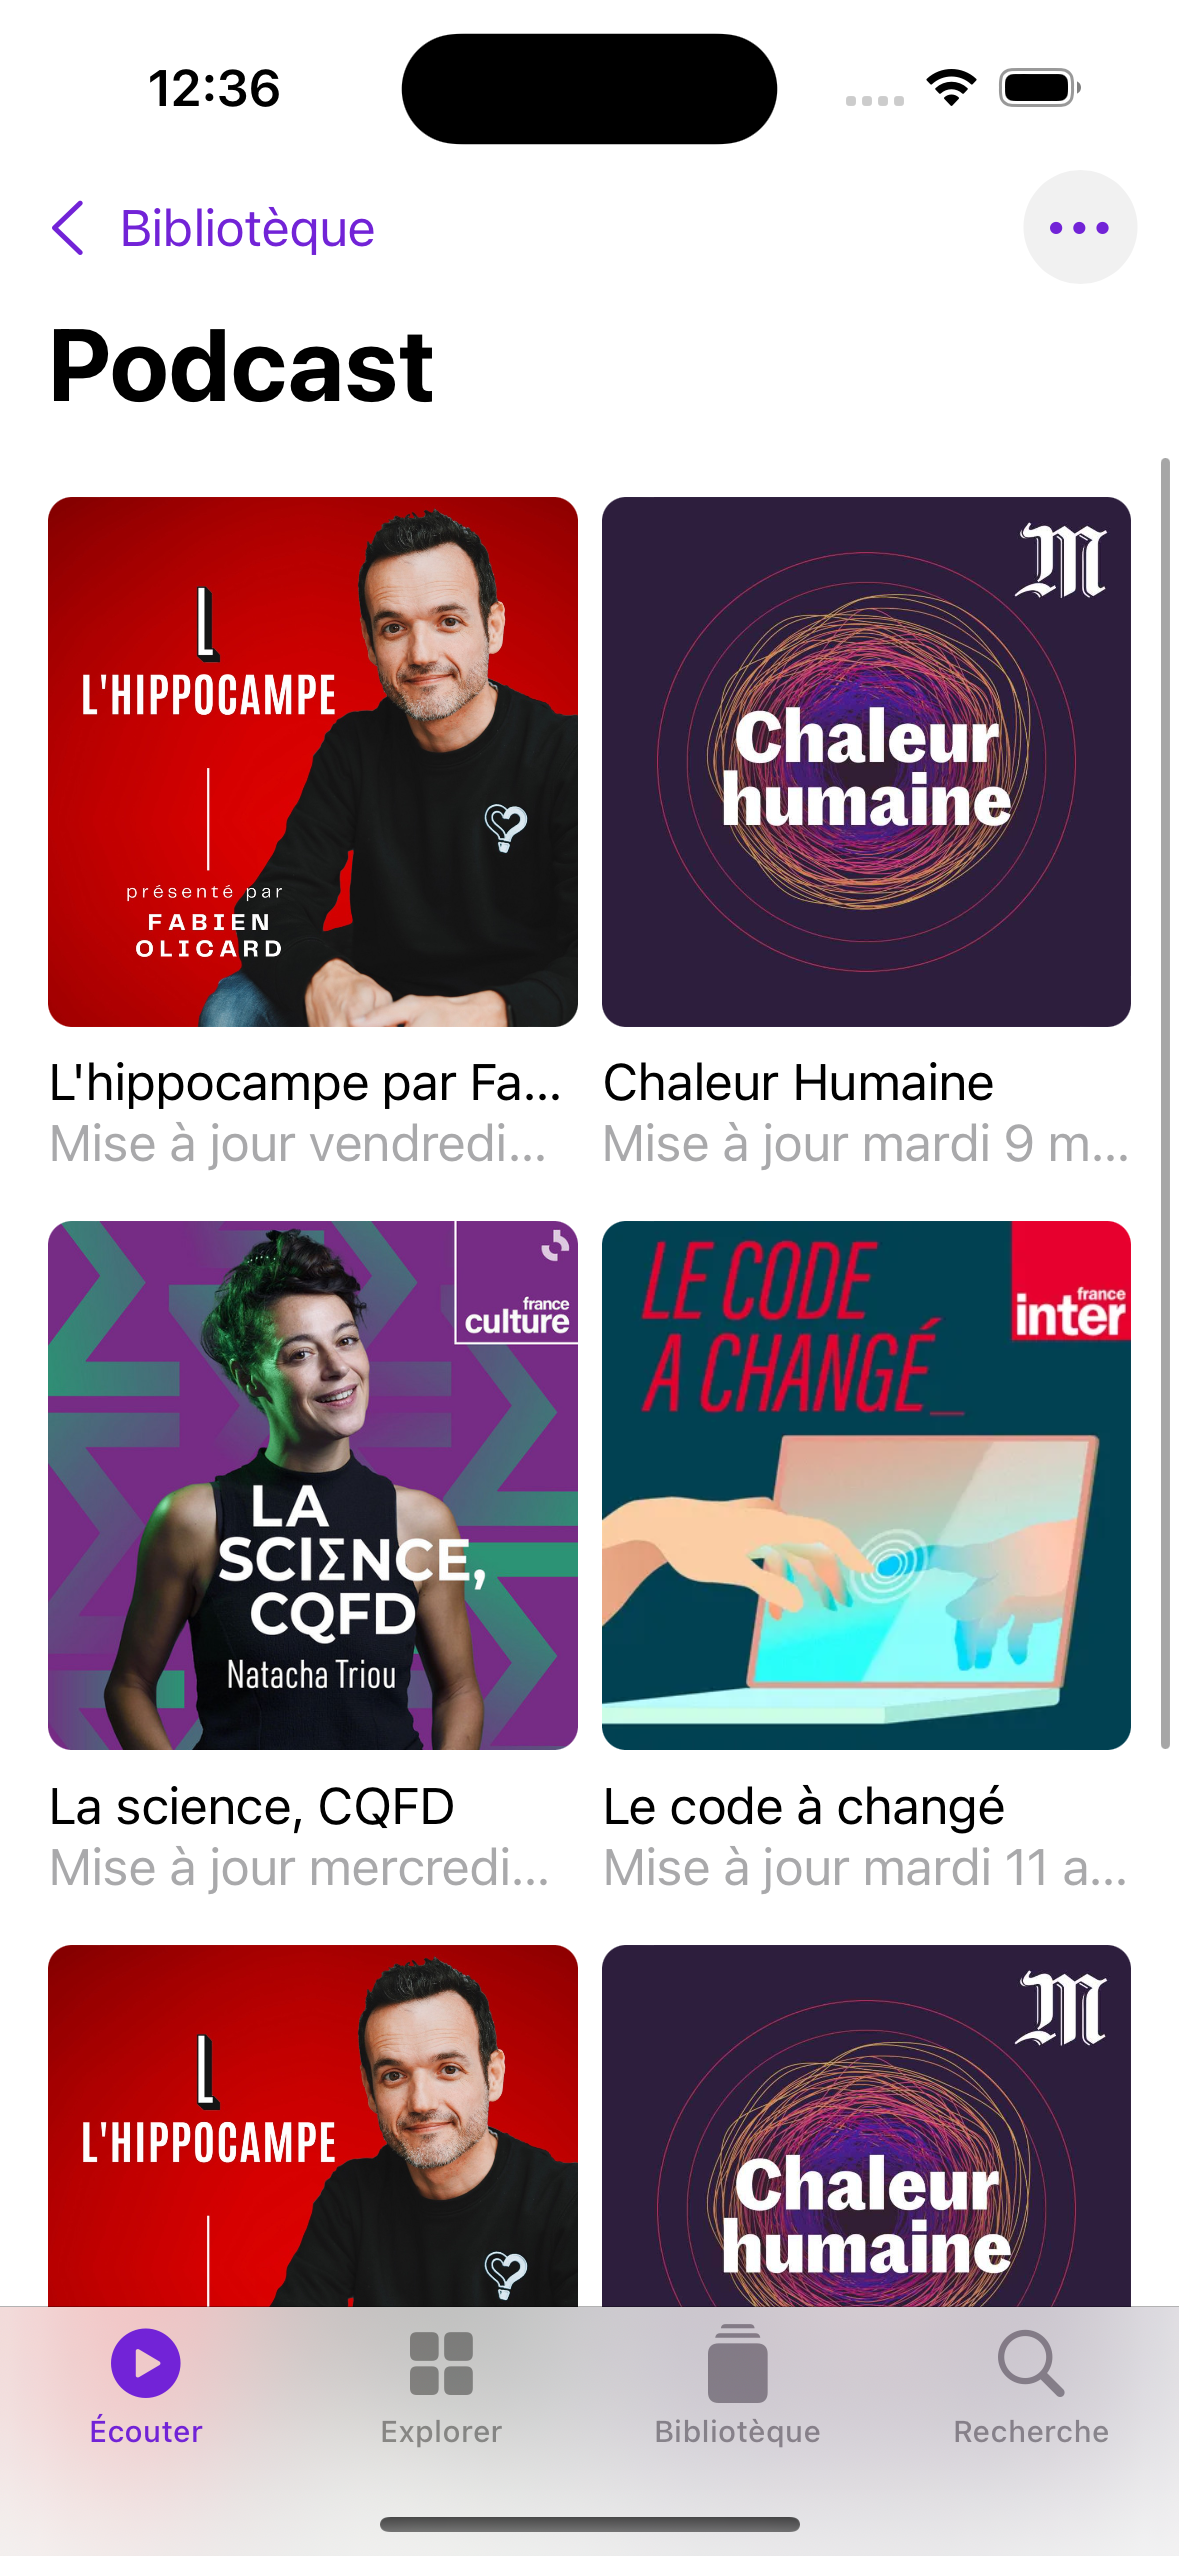 12:36
Bibliotèque
Podcast
L'HIPPOCAMPE
présenté par
FABIEN
OLICARD
M
Chaleur
humaine
L'hippocampe par Fa...
Mise à jour vendredi...
Chaleur Humaine
Mise à jour mardi 9 m...
france
culture
LA
SCIΣNCE,
CQFD
Natacha Triou
LE CODE
A CHANGÉ_
france
inter
La science, CQFD
Mise à jour mercredi...
Le code à changé
Mise à jour mardi 11 a...
L'HIPPOCAMPE
M
Chaleur
humaine
Écouter
Explorer
Bibliotèque
Recherche